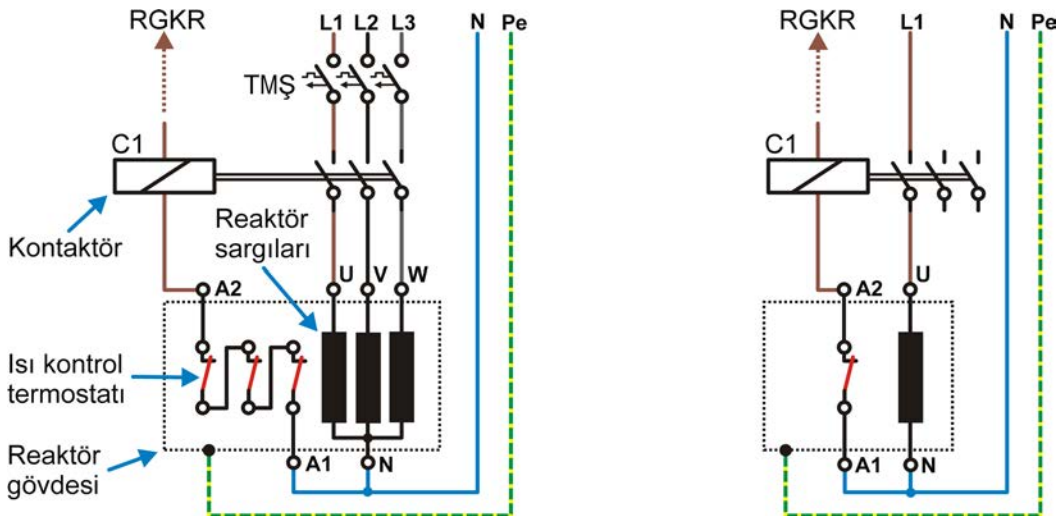 RGKR
L1 L2 L3
N Pe
TMŞ
C1
Kontaktör
Reaktör
sargıları
U V W
A2
Isı kontrol
termostatı
Reaktör
gövdesi
A1 N
RGKR
L1
N Pe
C1
A2 U
A1 N